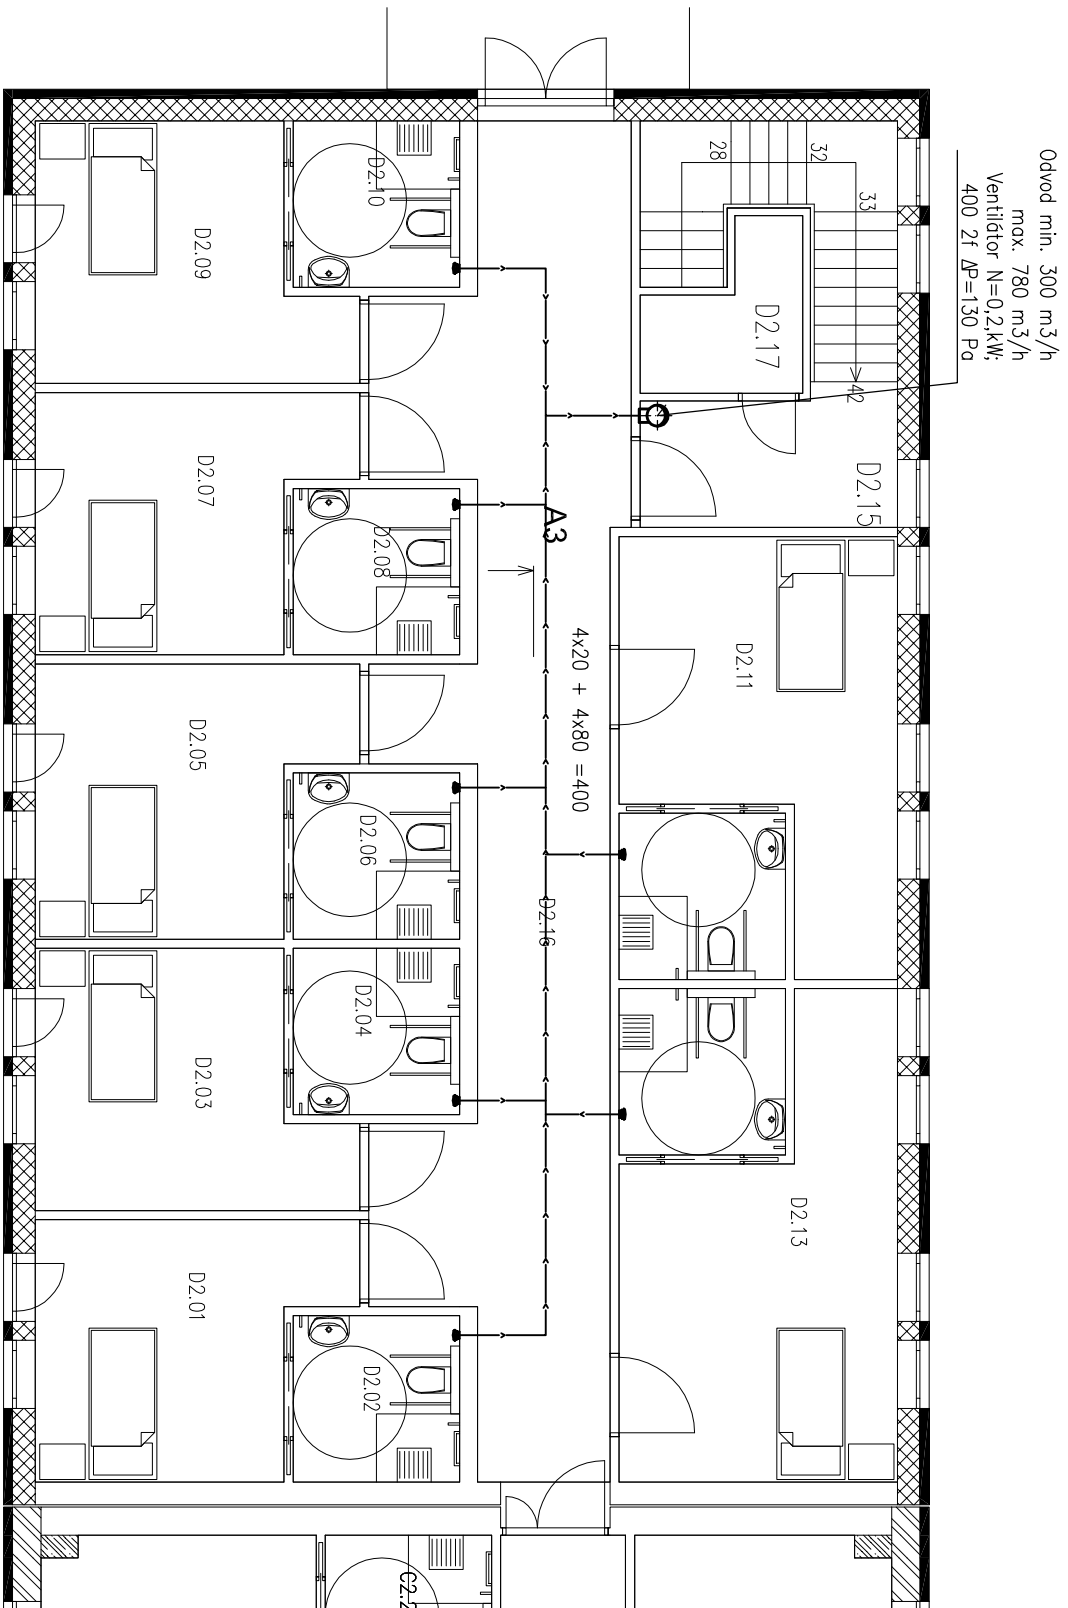 Odvod min. 300 m3/h
max. 780 m3/h
Ventilátor N=0,2,kW;
400 2f ΔP=130 Pa
28
32
33
42
D2.17
D2.15
D2.10
D2.09
D2.07
D2.08
A3
4x20 + 4x80 =400
D2.11
D2.05
D2.06
D2.16
D2.04
D2.03
D2.13
D2.01
D2.02